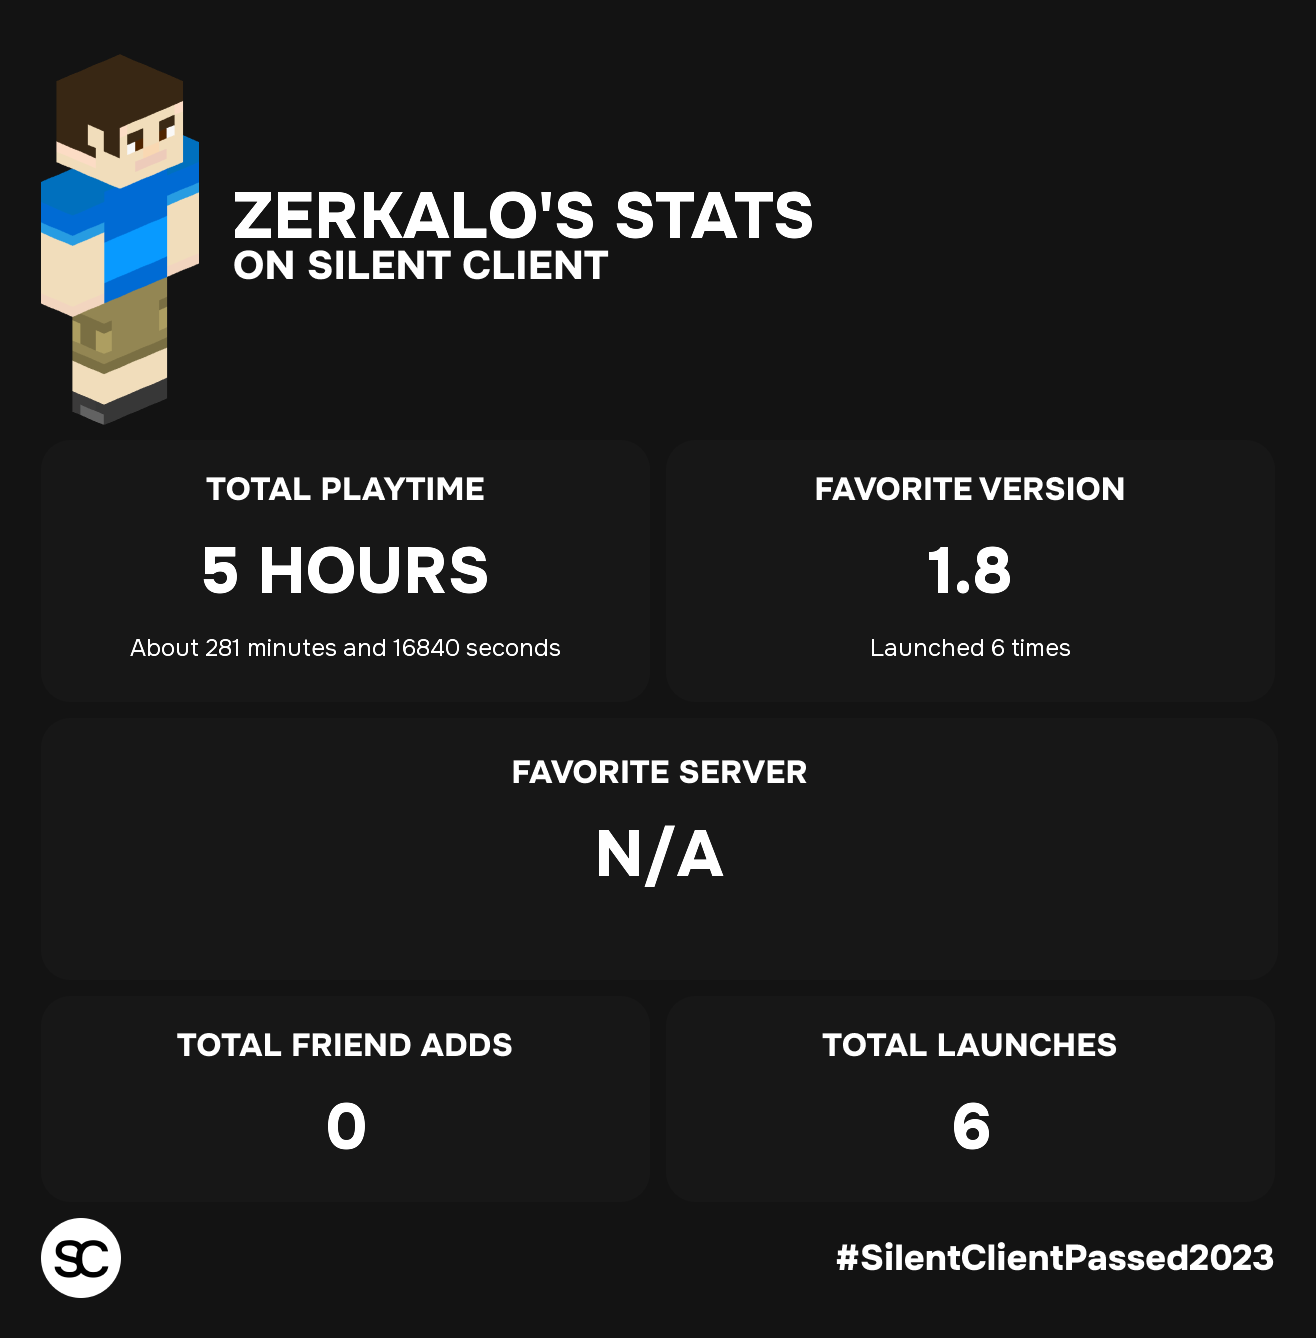 ZERKALO'S STATS
ON SILENT CLIENT
TOTAL PLAYTIME
5 HOURS
About 281 minutes and 16840 seconds
FAVORITE VERSION
1.8
Launched 6 times
FAVORITE SERVER
N/A
TOTAL FRIEND ADDS
0
TOTAL LAUNCHES
6
SC
#SilentClientPassed2023